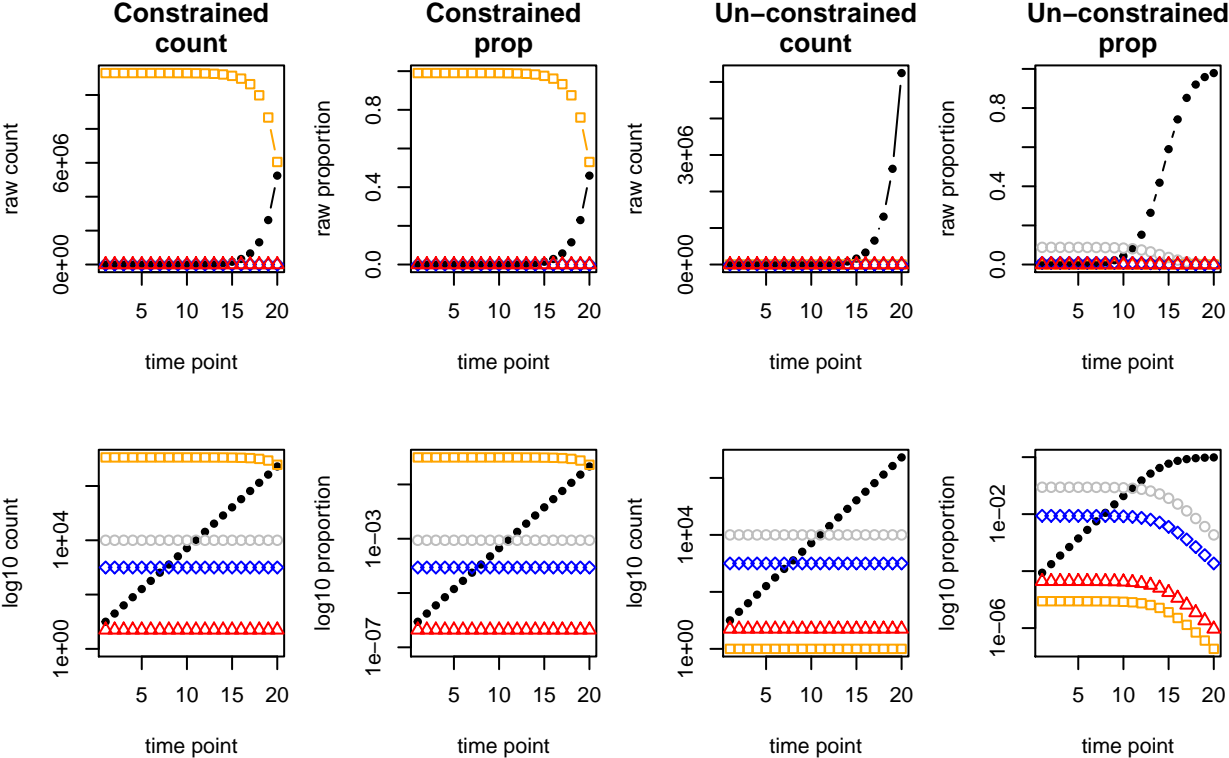 Constrained
count
Constrained
prop
Un−constrained
count
Un−constrained
prop
raw count
0e+00
6e+06
5 10 15 20
time point
raw proportion
0.0
0.4
0.8
5 10 15 20
time point
raw count
0e+00
3e+06
5 10 15 20
time point
raw proportion
0.0
0.4
0.8
5 10 15 20
time point
log10 count
1e+00
1e+04
5 10 15 20
time point
log10 proportion
1e−07
1e−03
5 10 15 20
time point
log10 count
1e+00
1e+04
5 10 15 20
time point
log10 proportion
1e−06
1e−02
5 10 15 20
time point